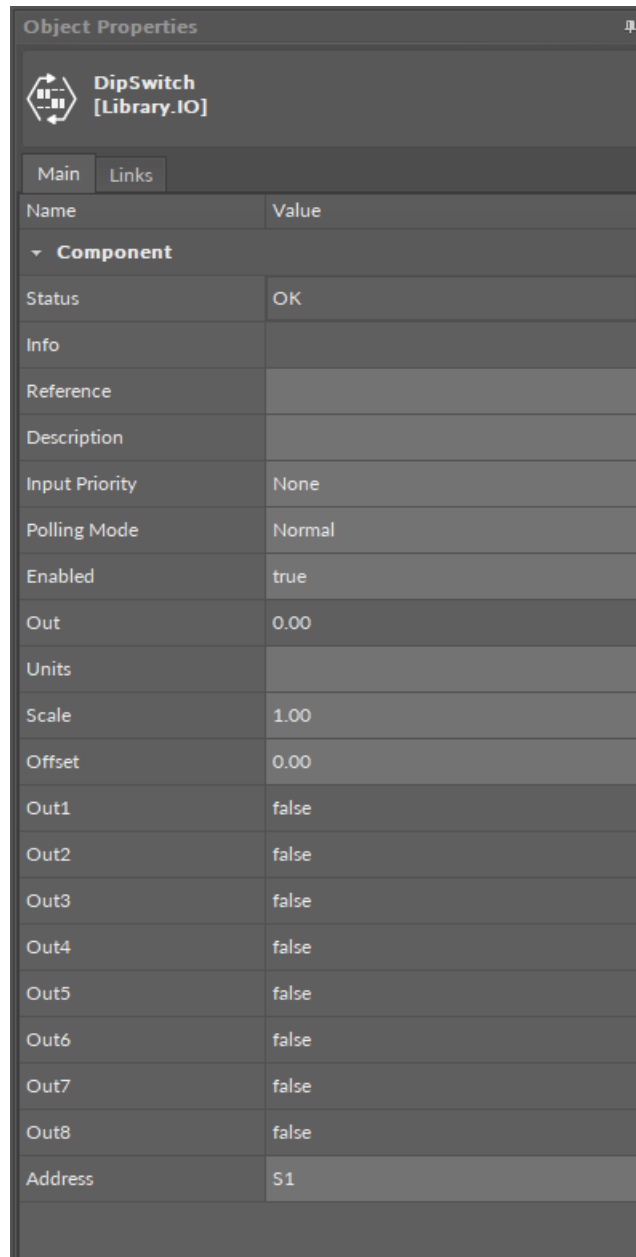 Object Properties
DipSwitch
[Library.IO]
Main Links
Name Value
Component
Status OK
Info
Reference
Description
Input Priority None
Polling Mode Normal
Enabled true
Out 0.00
Units
Scale 1.00
Offset 0.00
Out1 false
Out2 false
Out3 false
Out4 false
Out5 false
Out6 false
Out7 false
Out8 false
Address S1